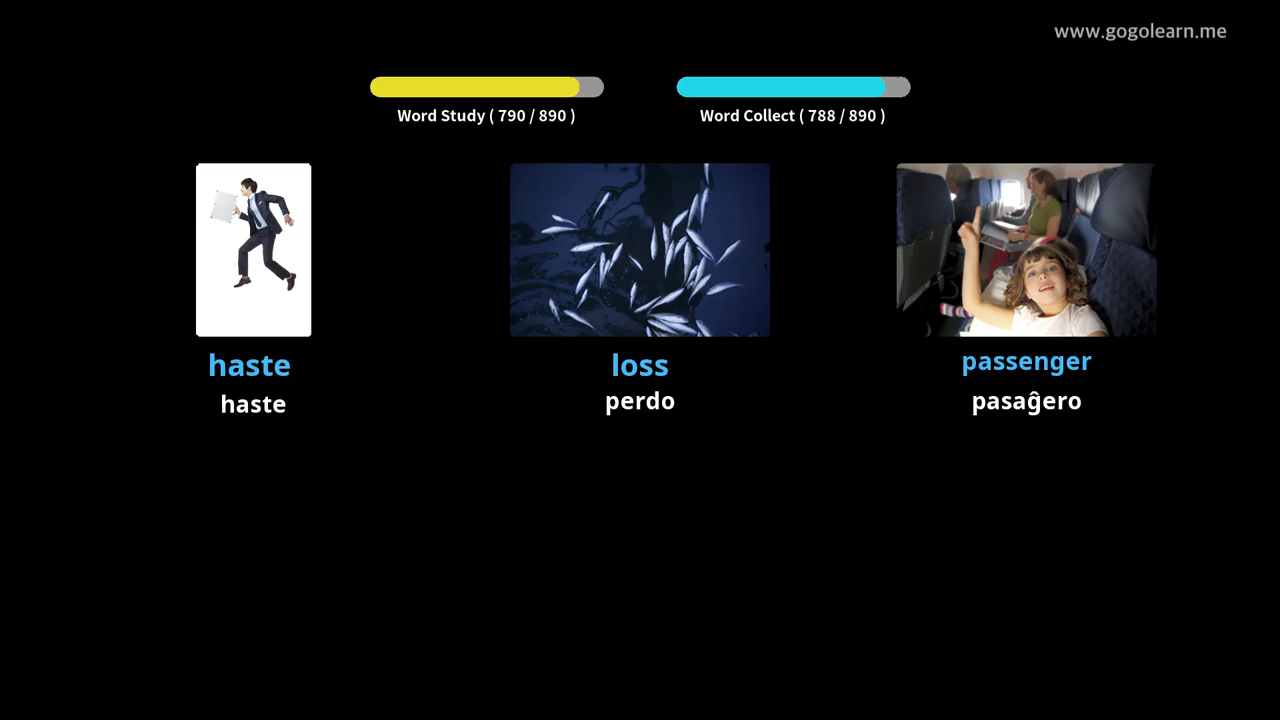 www.gogolearn.me
Word Study ( 790 / 890 )
Word Collect ( 788 / 890 )
haste
haste
loss
perdo
passenger
pasaĝero